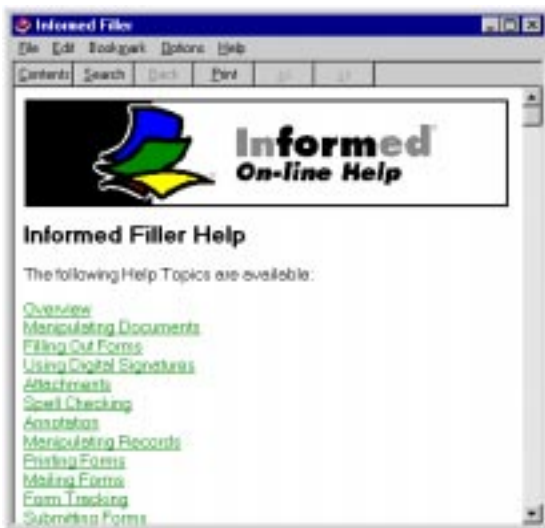 Informed Filler
File Edit Bookmark Options Help
Contents Search Back Print
Informed
On-line Help
Informed Filler Help
The following Help Topics are available:
Overview
Manipulating Documents
Filling Out Forms
Using Digital Signatures
Attachments
Spell Checking
Annotation
Manipulating Records
Printing Forms
Mailing Forms
Form Tracking
Submitting Forms